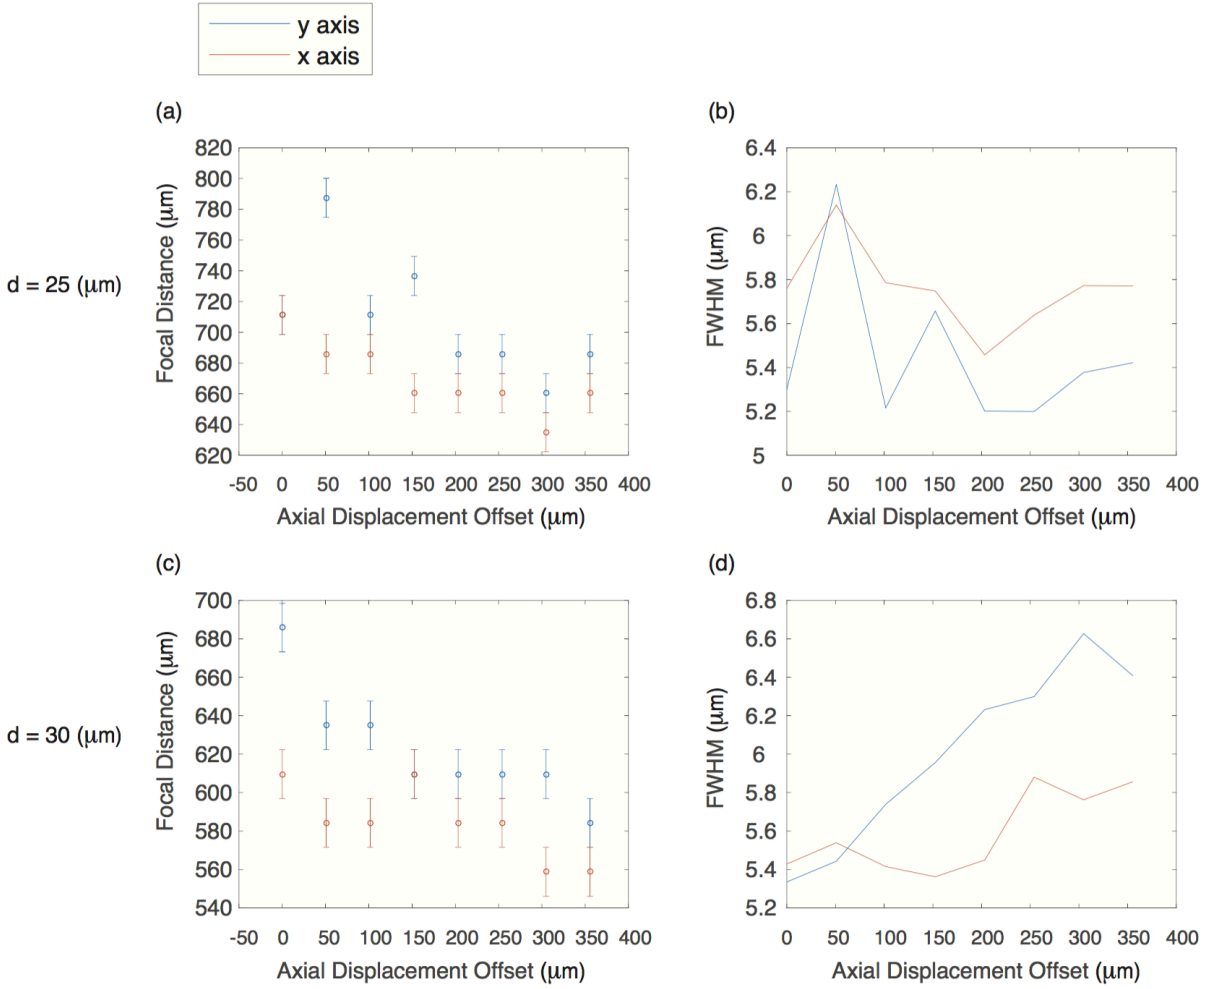 y axis
x axis
(a)
(b)
d = 25 (μm)
Focal Distance (μm)
820
800
780
760
740
720
700
680
660
640
620
-50 0 50 100 150 200 250 300 350 400
Axial Displacement Offset (μm)
FWHM (μm)
6.4
6.2
6
5.8
5.6
5.4
5.2
5
0 50 100 150 200 250 300 350 400
Axial Displacement Offset (μm)
(c)
(d)
d = 30 (μm)
Focal Distance (μm)
700
680
660
640
620
600
580
560
540
-50 0 50 100 150 200 250 300 350 400
Axial Displacement Offset (μm)
FWHM (μm)
6.8
6.6
6.4
6.2
6
5.8
5.6
5.4
5.2
0 50 100 150 200 250 300 350 400
Axial Displacement Offset (μm)